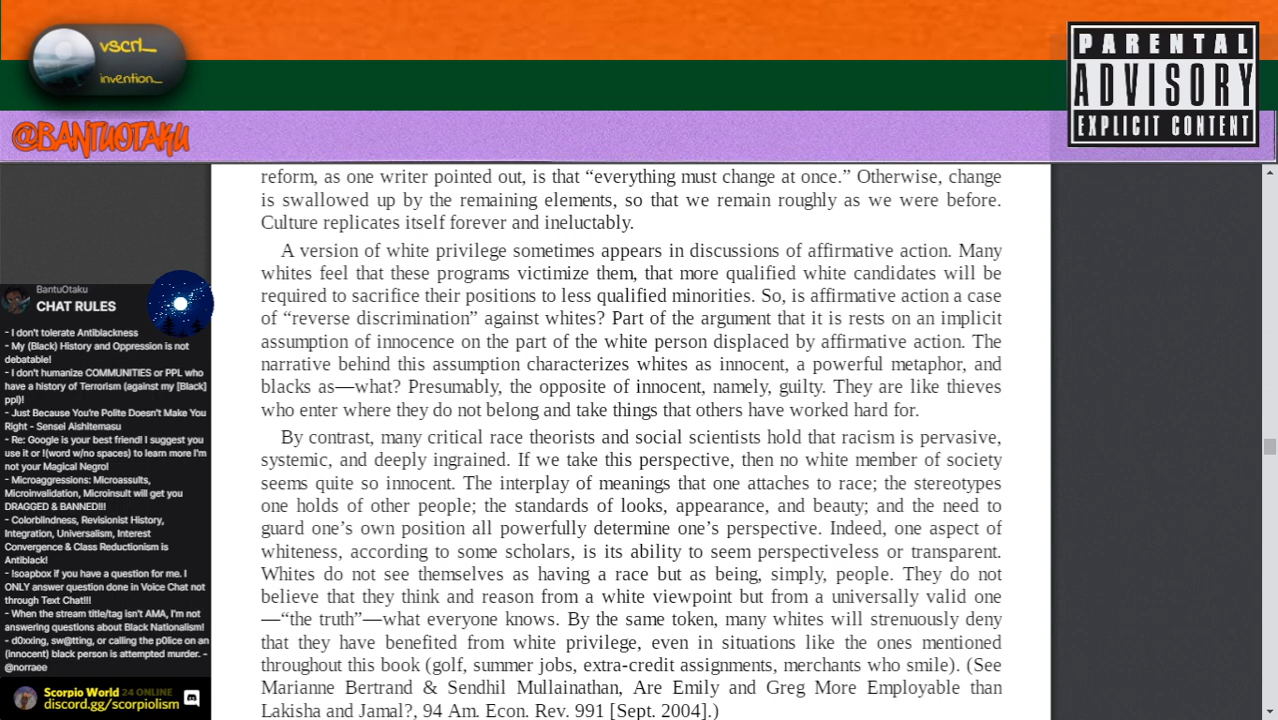 vscrl_
invention_
PARENTAL
ADVISORY
EXPLICIT CONTENT
@BANTUOTAKU
reform, as one writer pointed out, is that “everything must change at once.” Otherwise, change
is swallowed up by the remaining elements, so that we remain roughly as we were before.
Culture replicates itself forever and ineluctably.
A version of white privilege sometimes appears in discussions of affirmative action. Many
whites feel that these programs victimize them, that more qualified white candidates will be
required to sacrifice their positions to less qualified minorities. So, is affirmative action a case
of “reverse discrimination” against whites? Part of the argument that it is rests on an implicit
assumption of innocence on the part of the white person displaced by affirmative action. The
narrative behind this assumption characterizes whites as innocent, a powerful metaphor, and
blacks as—what? Presumably, the opposite of innocent, namely, guilty. They are like thieves
who enter where they do not belong and take things that others have worked hard for.
By contrast, many critical race theorists and social scientists hold that racism is pervasive,
systemic, and deeply ingrained. If we take this perspective, then no white member of society
seems quite so innocent. The interplay of meanings that one attaches to race; the stereotypes
one holds of other people; the standards of looks, appearance, and beauty; and the need to
guard one’s own position all powerfully determine one’s perspective. Indeed, one aspect of
whiteness, according to some scholars, is its ability to seem perspectiveless or transparent.
Whites do not see themselves as having a race but as being, simply, people. They do not
believe that they think and reason from a white viewpoint but from a universally valid one
—“the truth”—what everyone knows. By the same token, many whites will strenuously deny
that they have benefited from white privilege, even in situations like the ones mentioned
throughout this book (golf, summer jobs, extra-credit assignments, merchants who smile). (See
Marianne Bertrand & Sendhil Mullainathan, Are Emily and Greg More Employable than
Lakisha and Jamal?, 94 Am. Econ. Rev. 991 [Sept. 2004].)
BantuOtaku
CHAT RULES
- I don't tolerate Antiblackness
- My (Black) History and Oppression is not
debatable!
- I don't humanize COMMUNITIES or PPL who
have a history of Terrorism (against my [Black]
ppl)!
- Just Because You're Polite Doesn't Make You
Right - Sensei Aishitemasu
- Re: Google is your best friend! I suggest you
use it or !(word w/no spaces) to learn more I'm
not your Magical Negro!
- Microaggressions: Microassults,
Microinvalidation, Microinsult will get you
DRAGGED & BANNED!!!
- Colorblindness, Revisionist History,
Integration, Universalism, Interest
Convergence & Class Reductionism is
Antiblack!
- !soapbox if you have a question for me. I
ONLY answer question done in Voice Chat not
through Text Chat!!!
- When the stream title/tag isn't AMA, I'm not
answering questions about Black Nationalism!
- d0xxing, sw@tting, or calling the p0lice on an
(innocent) black person is attempted murder. -
@norraee
Scorpio World 24 ONLINE
discord.gg/scorpiolism